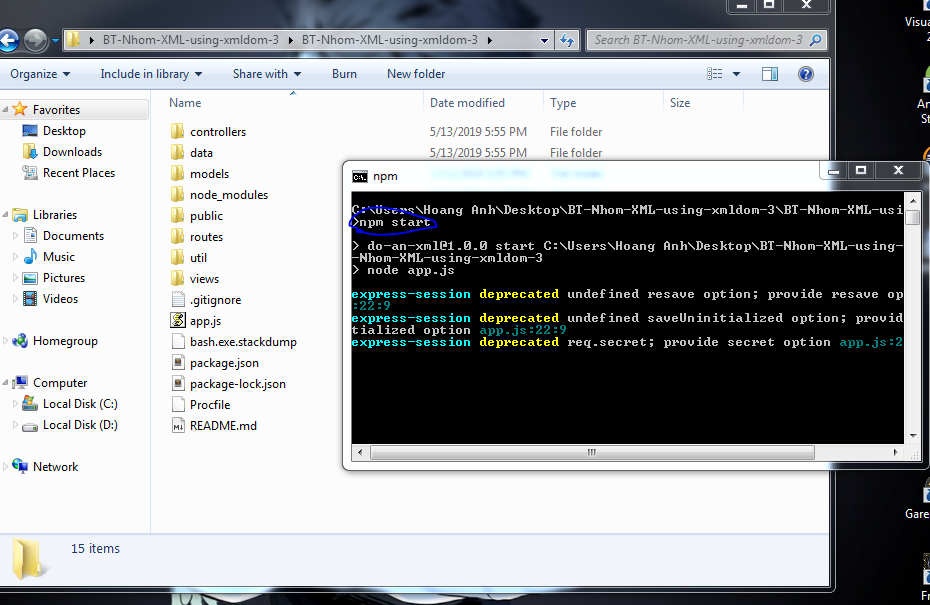 Visua
BT-Nhom-XML-using-xmldom-3
BT-Nhom-XML-using-xmldom-3
Search BT-Nhom-XML-using-xmldom-3
Organize
Include in library
Share with
Burn
New folder
Name
Date modified
Type
Size
Favorites
Desktop
Downloads
Recent Places
Libraries
Documents
Music
Pictures
Videos
Homegroup
Computer
Local Disk (C:)
Local Disk (D:)
Network
controllers 5/13/2019 5:55 PM File folder
data 5/13/2019 5:55 PM File folder
models
node_modules
public
routes
util
views
.gitignore
app.js
bash.exe.stackdump
package.json
package-lock.json
Procfile
README.md
15 items
npm
C:\Users\Hoang Anh\Desktop\BT-Nhom-XML-using-xmldom-3\BT-Nhom-XML-usi
>npm start
> do-an-xml@1.0.0 start C:\Users\Hoang Anh\Desktop\BT-Nhom-XML-using-
-Nhom-XML-using-xmldom-3
> node app.js
express-session deprecated undefined resave option; provide resave op
:22:9
express-session deprecated undefined saveUninitialized option; provid
tialized option app.js:22:9
express-session deprecated req.secret; provide secret option app.js:2
An
St
Gare
Fr